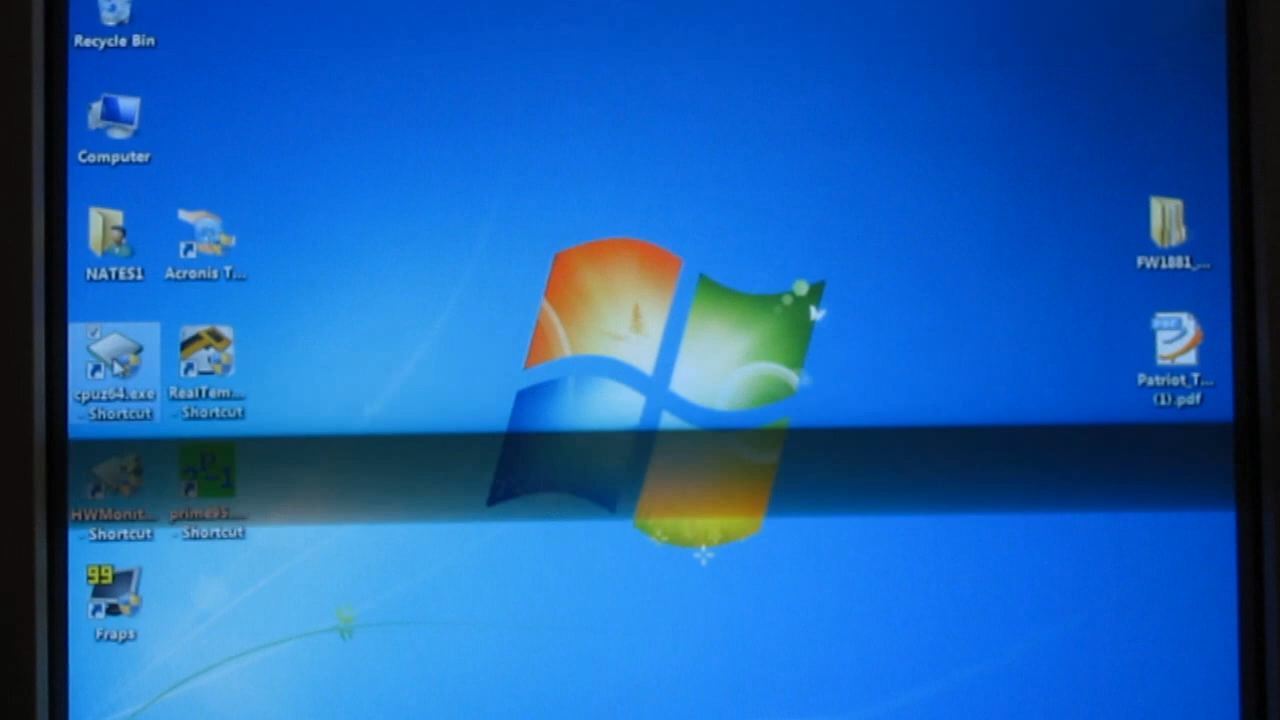 Recycle Bin
Computer
NATES1
Acronis T...
cpuz64.exe
- Shortcut
RealTem...
- Shortcut
HWMonit...
- Shortcut
prime95....
- Shortcut
99
Fraps
FW1881_...
PDF
Patriot_T...
(1).pdf